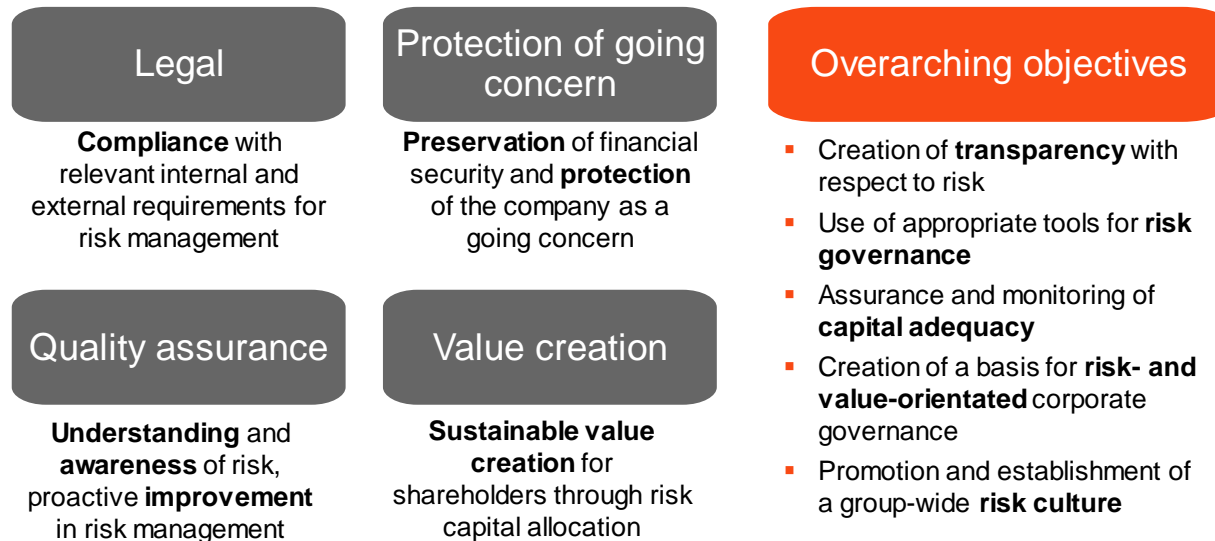 Legal
Compliance with
relevant internal and
external requirements for
risk management
Protection of going
concern
Preservation of financial
security and protection
of the company as a
going concern
Quality assurance
Understanding and
awareness of risk,
proactive improvement
in risk management
Value creation
Sustainable value
creation for
shareholders through risk
capital allocation
Overarching objectives
▪ Creation of transparency with
respect to risk
▪ Use of appropriate tools for risk
governance
▪ Assurance and monitoring of
capital adequacy
▪ Creation of a basis for risk- and
value-orientated corporate
governance
▪ Promotion and establishment of
a group-wide risk culture